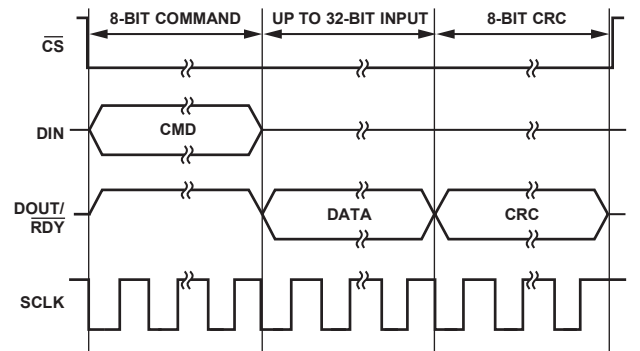 8-BIT COMMAND
UP TO 32-BIT INPUT
8-BIT CRC
CS
DIN
CMD
DOUT/
RDY
DATA
CRC
SCLK